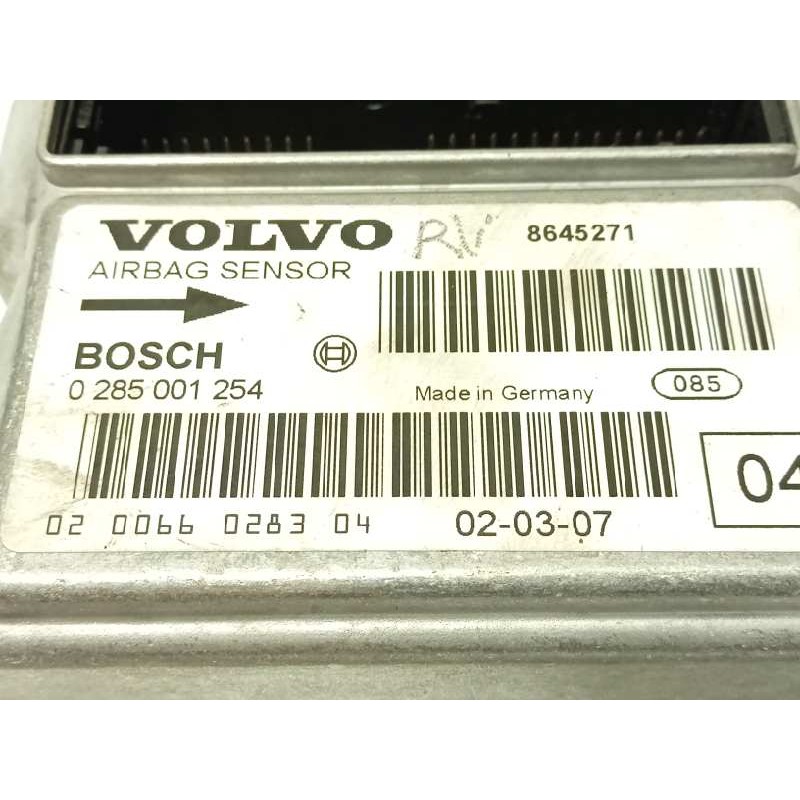 VOLVO RV 8645271
AIRBAG SENSOR
BOSCH
0 285 001 254 Made in Germany 085
04
02 0066 0283 04 02-03-07